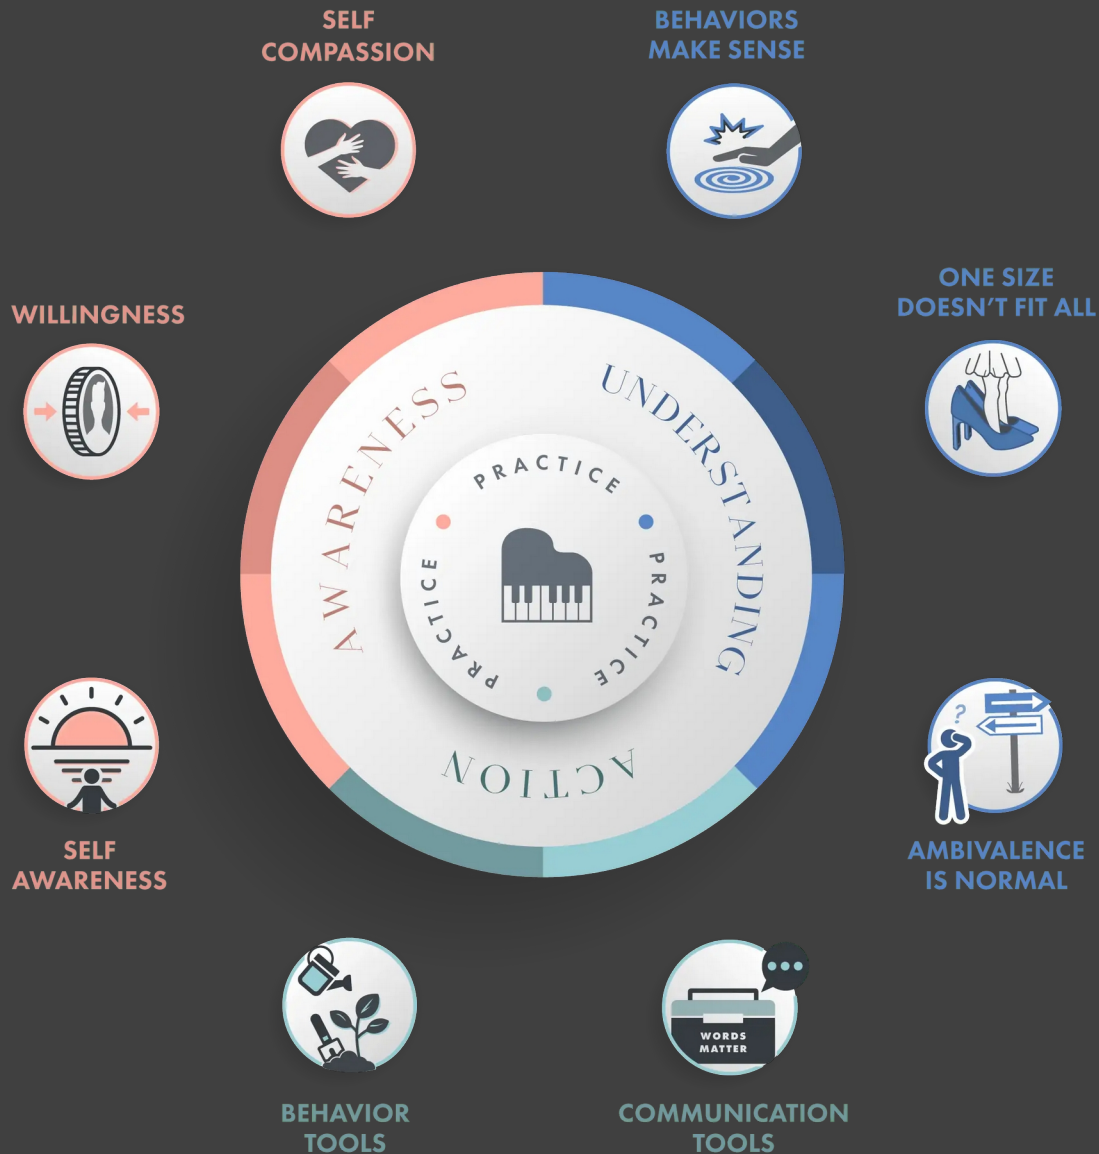 SELF
COMPASSION
BEHAVIORS
MAKE SENSE
WILLINGNESS
ONE SIZE
DOESN'T FIT ALL
AWARENESS
UNDERSTANDING
ACTION
PRACTICE
PRACTICE
PRACTICE
SELF
AWARENESS
?
AMBIVALENCE
IS NORMAL
WORDS
MATTER
BEHAVIOR
TOOLS
COMMUNICATION
TOOLS